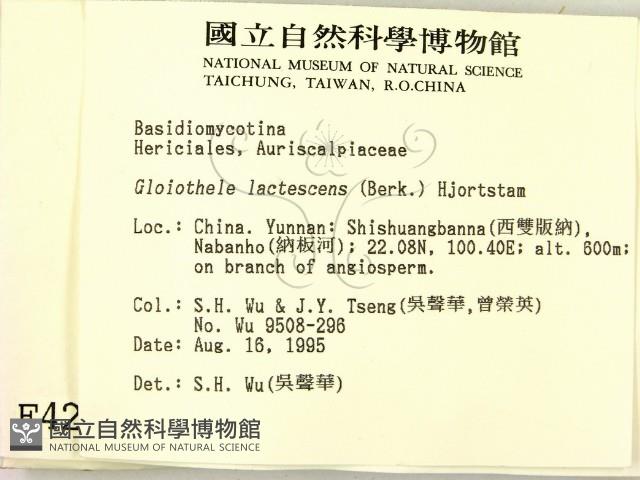 國立自然科學博物館
NATIONAL MUSEUM OF NATURAL SCIENCE
TAICHUNG, TAIWAN, R.O.CHINA
Basidiomycotina
Hericiales, Auriscalpiaceae
Gloiothele lactescens (Berk.) Hjortstam
Loc.: China. Yunnan: Shishuangbanna(西雙版納),
Nabanho(納板河); 22.08N, 100.40E; alt. 600m;
on branch of angiosperm.
Col.: S.H. Wu & J.Y. Tseng(吳聲華,曾榮英)
No. Wu 9508-296
Date: Aug. 16, 1995
Det.: S.H. Wu(吳聲華)
F42
國立自然科學博物館
NATIONAL MUSEUM OF NATURAL SCIENCE